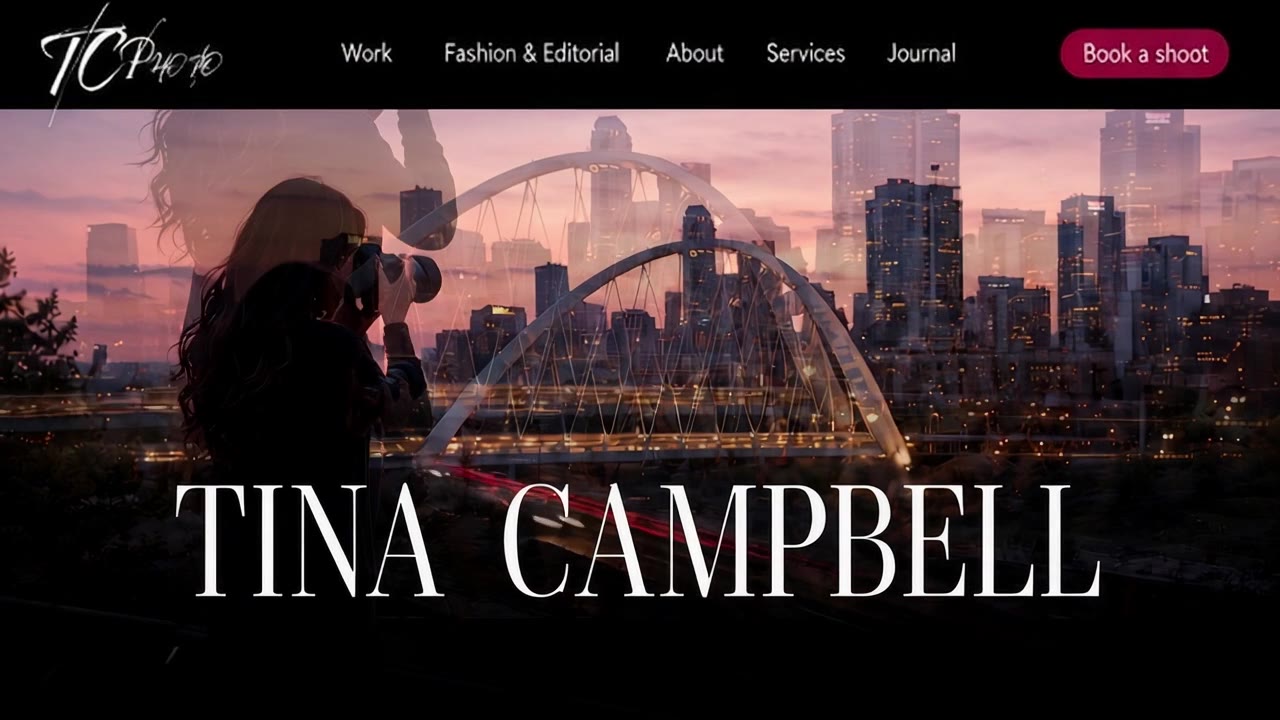 TCPhoto
Work
Fashion & Editorial
About
Services
Journal
Book a shoot
TINA CAMPBELL